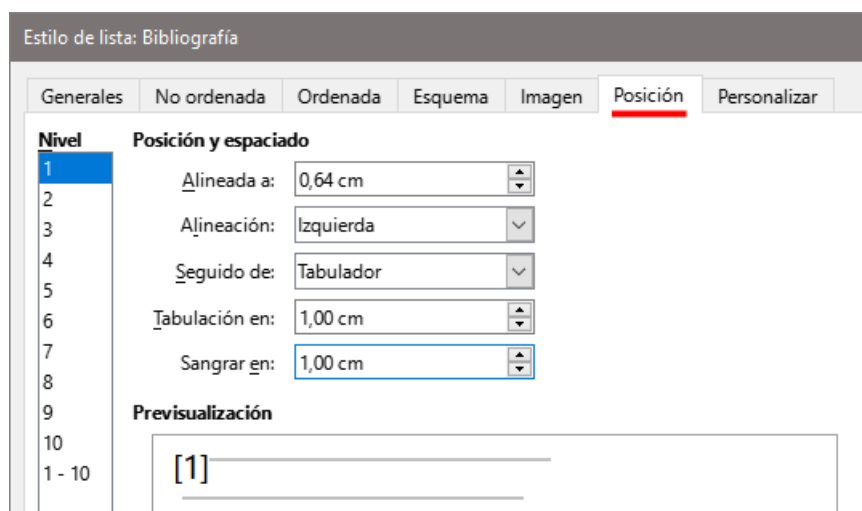 Estilo de lista: Bibliografía
Generales No ordenada Ordenada Esquema Imagen Posición Personalizar
Nivel Posición y espaciado
1 Alineada a: 0,64 cm
2
3 Alineación: Izquierda
4 Seguido de: Tabulador
5
6 Tabulación en: 1,00 cm
7 Sangrar en: 1,00 cm
8
9 Previsualización
10
1 - 10 [1]